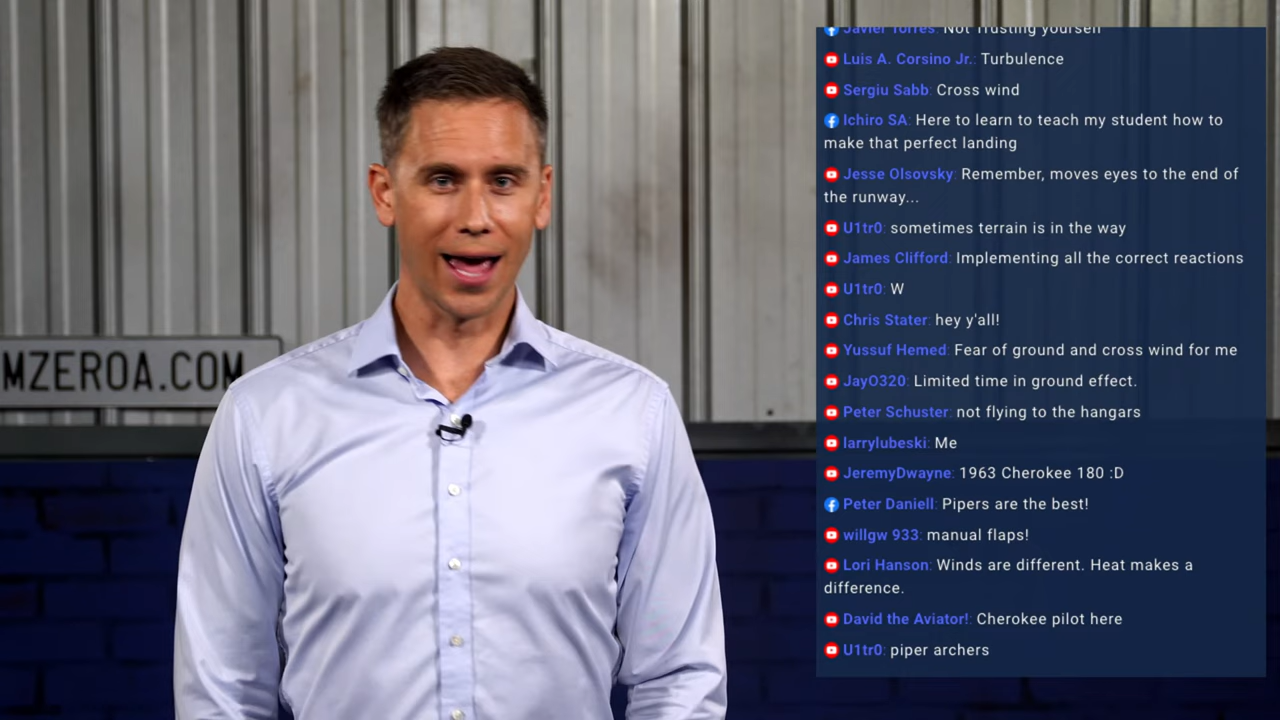 MZEROA.COM
Javier Torres: Not Trusting yourself
Luis A. Corsino Jr.: Turbulence
Sergiu Sabb: Cross wind
Ichiro SA: Here to learn to teach my student how to
make that perfect landing
Jesse Olsovsky: Remember, moves eyes to the end of
the runway...
U1tr0: sometimes terrain is in the way
James Clifford: Implementing all the correct reactions
U1tr0: W
Chris Stater: hey y'all!
Yussuf Hemed: Fear of ground and cross wind for me
JayO320: Limited time in ground effect.
Peter Schuster: not flying to the hangars
larrylubeski: Me
JeremyDwayne: 1963 Cherokee 180 :D
Peter Daniell: Pipers are the best!
willgw 933: manual flaps!
Lori Hanson: Winds are different. Heat makes a
difference.
David the Aviator!: Cherokee pilot here
U1tr0: piper archers